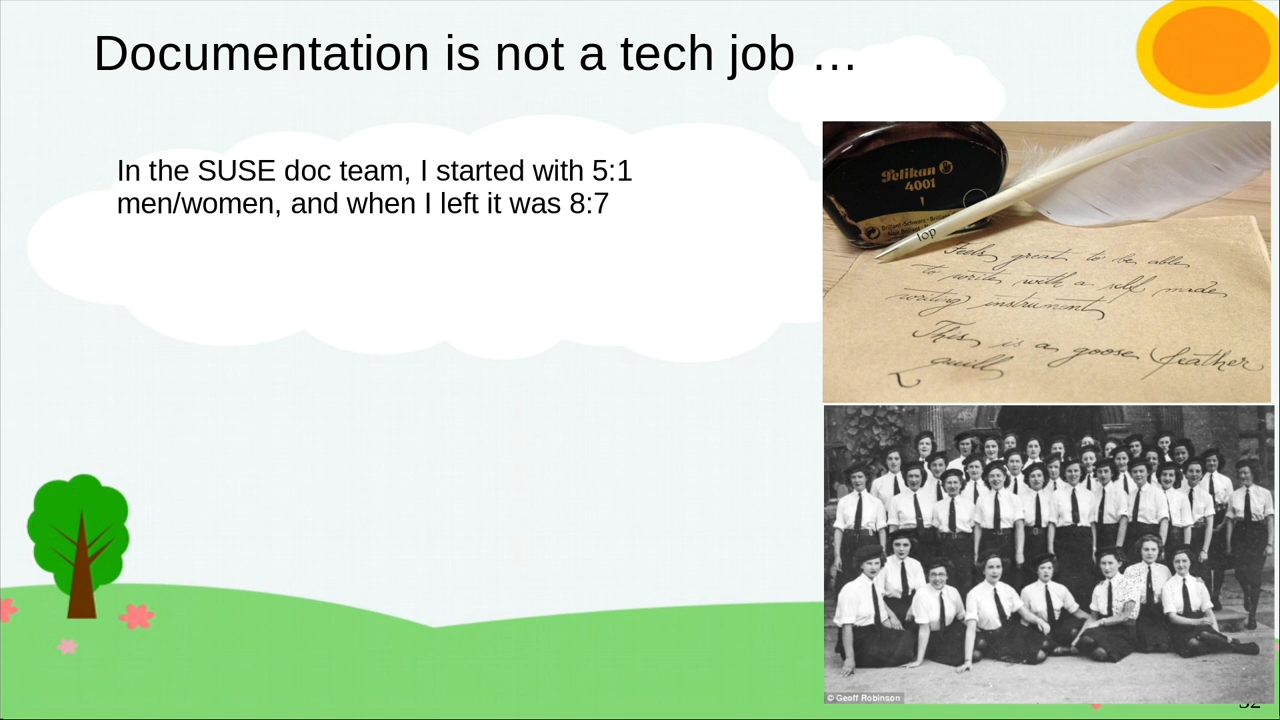 Documentation is not a tech job …
In the SUSE doc team, I started with 5:1
men/women, and when I left it was 8:7
Pelikan
4001
Top
Feels great to be able
to write with a self made
writing instrument
This is a goose feather
quill
© Geoff Robinson